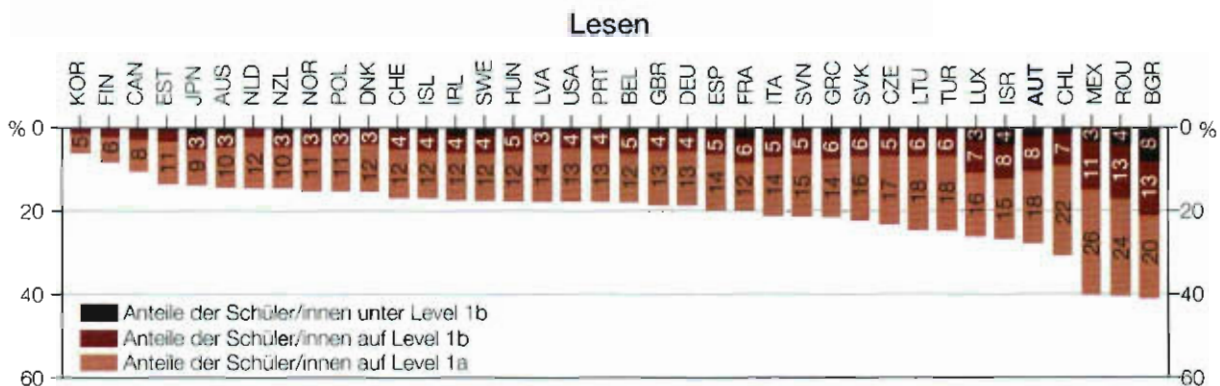 Lesen
KOR FIN CAN EST JPN AUS NLD NZL NOR POL DNK CHE ISL IRL SWE HUN LVA USA PRT BEL GBR DEU ESP FRA ITA SVN GRC SVK CZE LTU TUR LUX ISR AUT CHL MEX ROU BGR
% 0 0 %
3 3 3 3 3 3 4 4 4 4 5 3 4 4 5 4 4 5 6 5 5 6 6 5 6 6 3 7 4 8 8 7 3 11 4 13 8 13
5 6 8 11 9 10 12 10 11 11 12 12 12 12 12 12 14 13 13 12 13 13 14 12 14 15 14 16 17 18 18 16 15 18 22 26 24 20
20 20
40 40
Anteile der Schüler/innen unter Level 1b
Anteile der Schüler/innen auf Level 1b
Anteile der Schüler/innen auf Level 1a
60 60